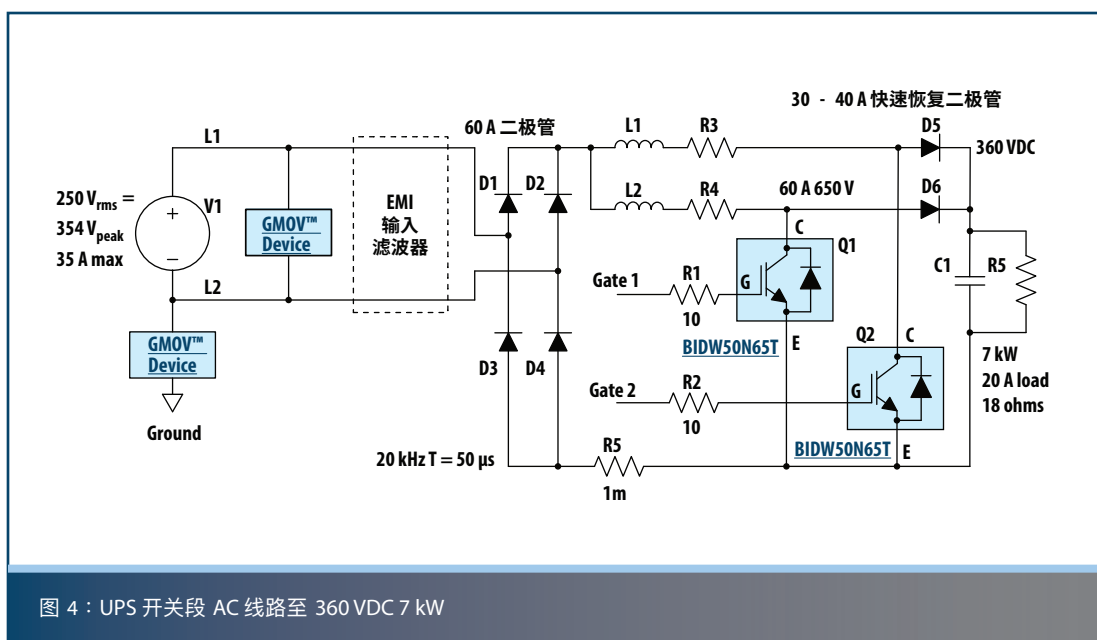 30 - 40 A 快速恢复二极管
L1
60 A 二极管
L1
R3
D5
360 VDC
L2
R4
60 A 650 V
D6
250 Vrms =
354 Vpeak
35 A max
V1
+
−
GMOV™
Device
EMI
输入
滤波器
D1
D2
C
Q1
C1
R5
Gate 1
R1
10
G
E
BIDW50N65T
L2
GMOV™
Device
Ground
D3
D4
Q2
C
7 kW
20 A load
18 ohms
Gate 2
R2
10
G
E
BIDW50N65T
20 kHz T = 50 µs
R5
1m
图 4：UPS 开关段 AC 线路至 360 VDC 7 kW